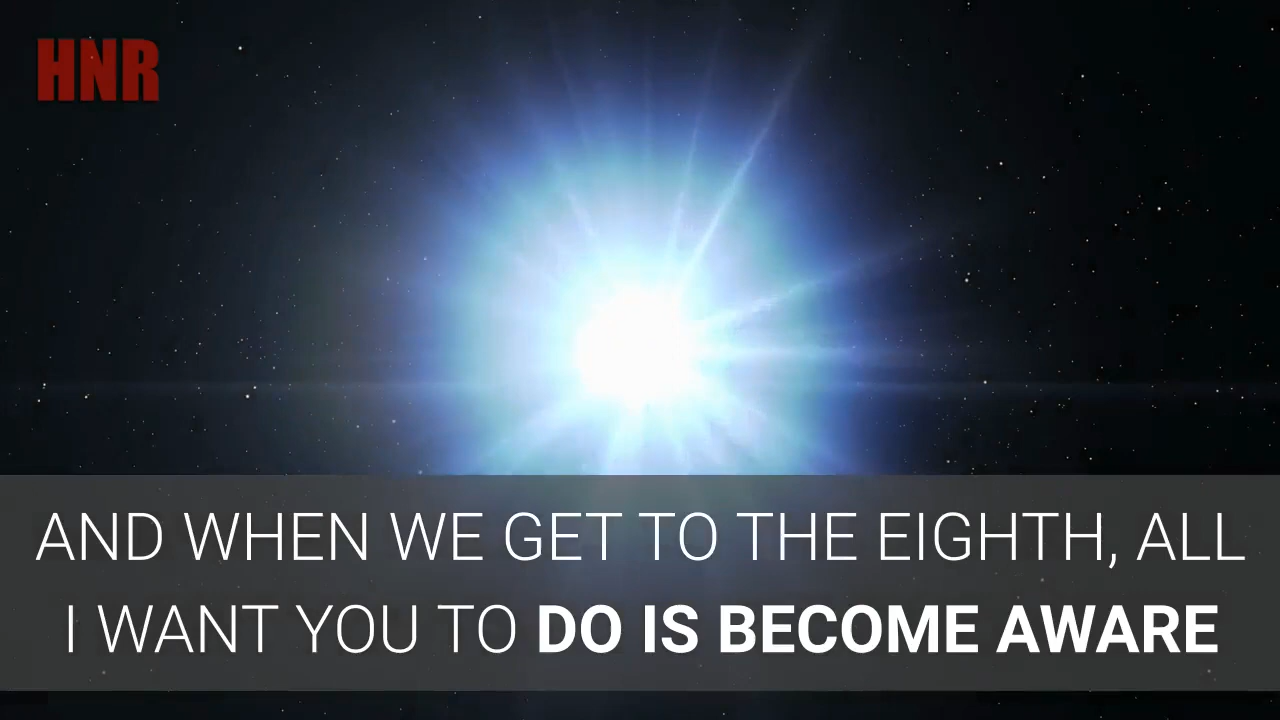 HNR
AND WHEN WE GET TO THE EIGHTH, ALL
I WANT YOU TO DO IS BECOME AWARE